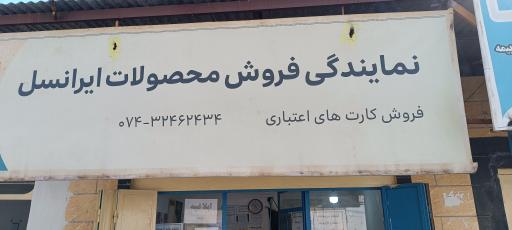 نمایندگی فروش محصولات ایرانسل
فروش کارت های اعتباری ۰۷۴-۳۲۴۶۲۴۳۴